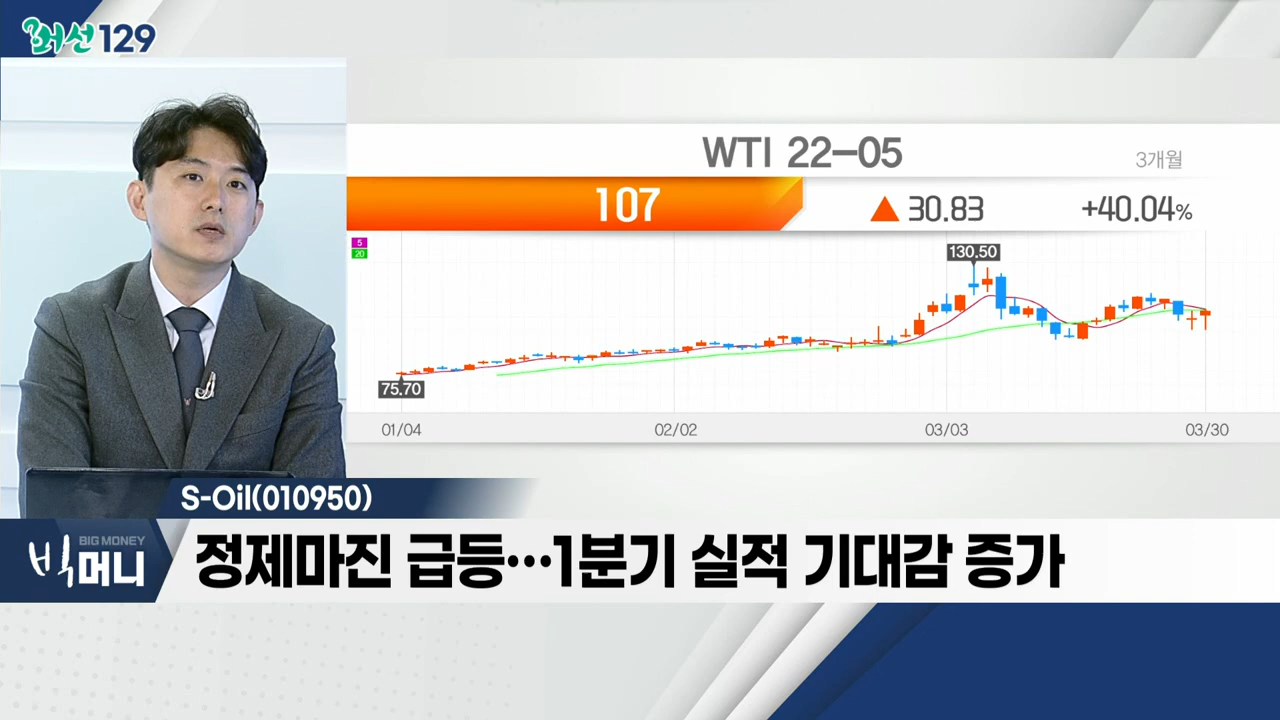 머선129
WTI 22-05
3개월
107 ▲ 30.83 +40.04%
5
20
130.50
75.70
01/04 02/02 03/03 03/30
S-Oil(010950)
BIG MONEY
빅머니
정제마진 급등…1분기 실적 기대감 증가